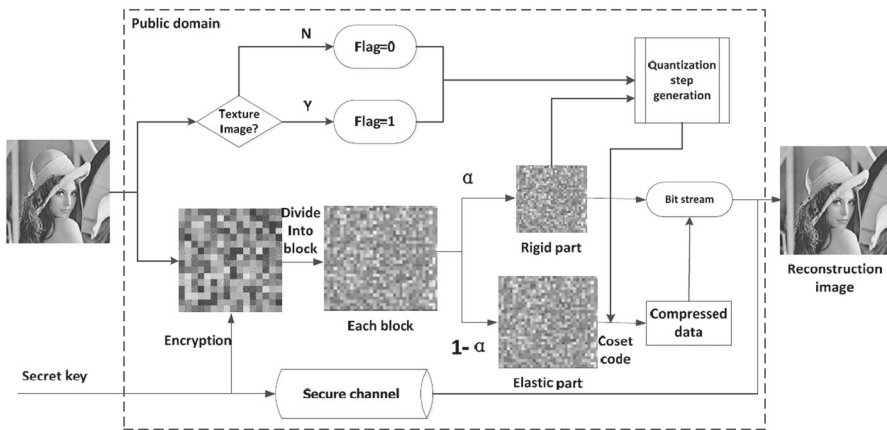 Public domain
N
Flag=0
Texture
Image?
Y
Flag=1
Quantization
step
generation
Divide
Into
block
α
Rigid part
Bit stream
Reconstruction
image
Encryption
Each block
1- α
Elastic part
Coset
code
Compressed
data
Secret key
Secure channel